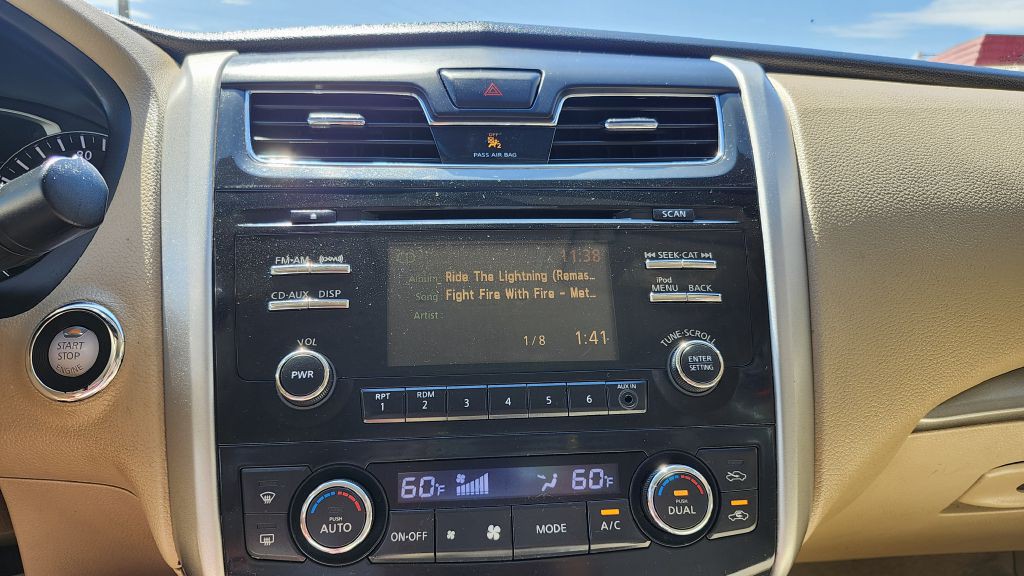 80
OFF
2
PASS AIR BAG
SCAN
FM·AM
CD·AUX DISP
VOL
PWR
CD 11:38
Album: Ride The Lightning (Remas…
Song: Fight Fire With Fire - Met…
Artist:
1/8 1:41
SEEK·CAT
iPod
MENU BACK
TUNE·SCROLL
ENTER
SETTING
START
STOP
ENGINE
RPT
1
RDM
2
3
4
5
6
AUX IN
60°F
60°F
PUSH
AUTO
ON·OFF
MODE
A/C
PUSH
DUAL